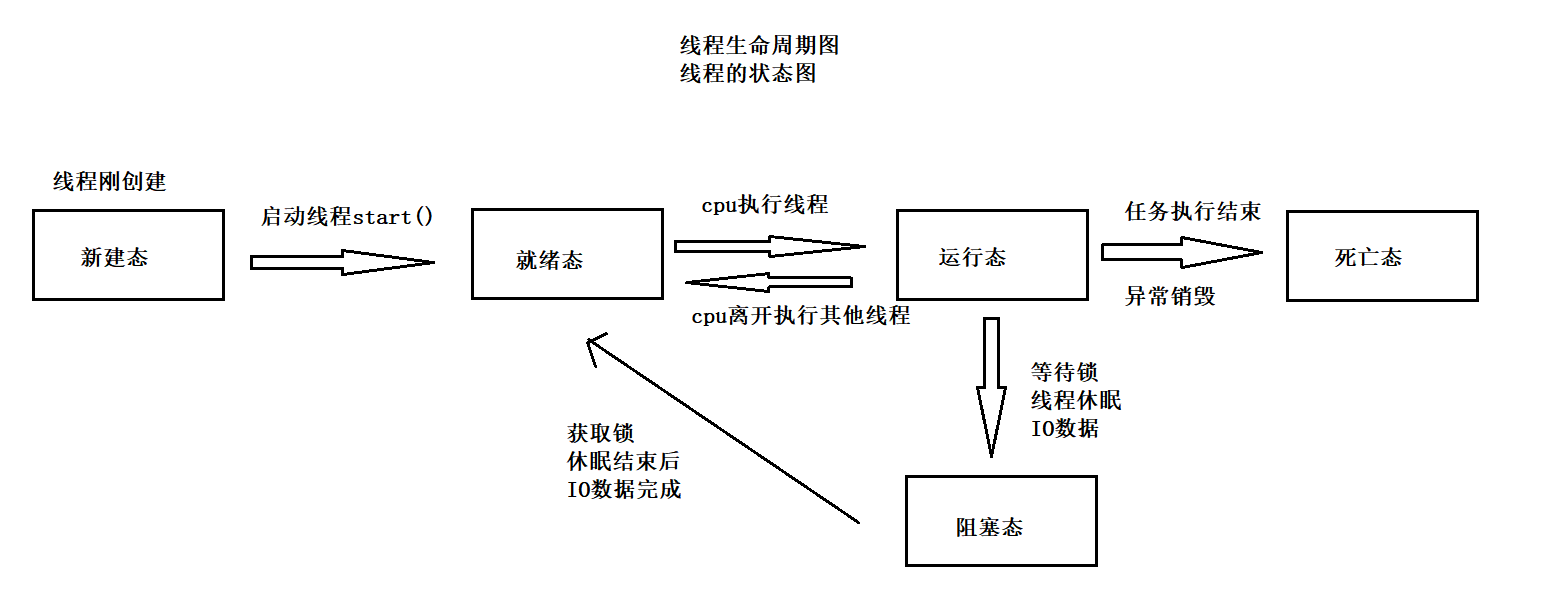 线程生命周期图
线程的状态图
线程刚创建
新建态
启动线程start()
就绪态
cpu执行线程
cpu离开执行其他线程
运行态
任务执行结束
异常销毁
死亡态
等待锁
线程休眠
IO数据
获取锁
休眠结束后
IO数据完成
阻塞态